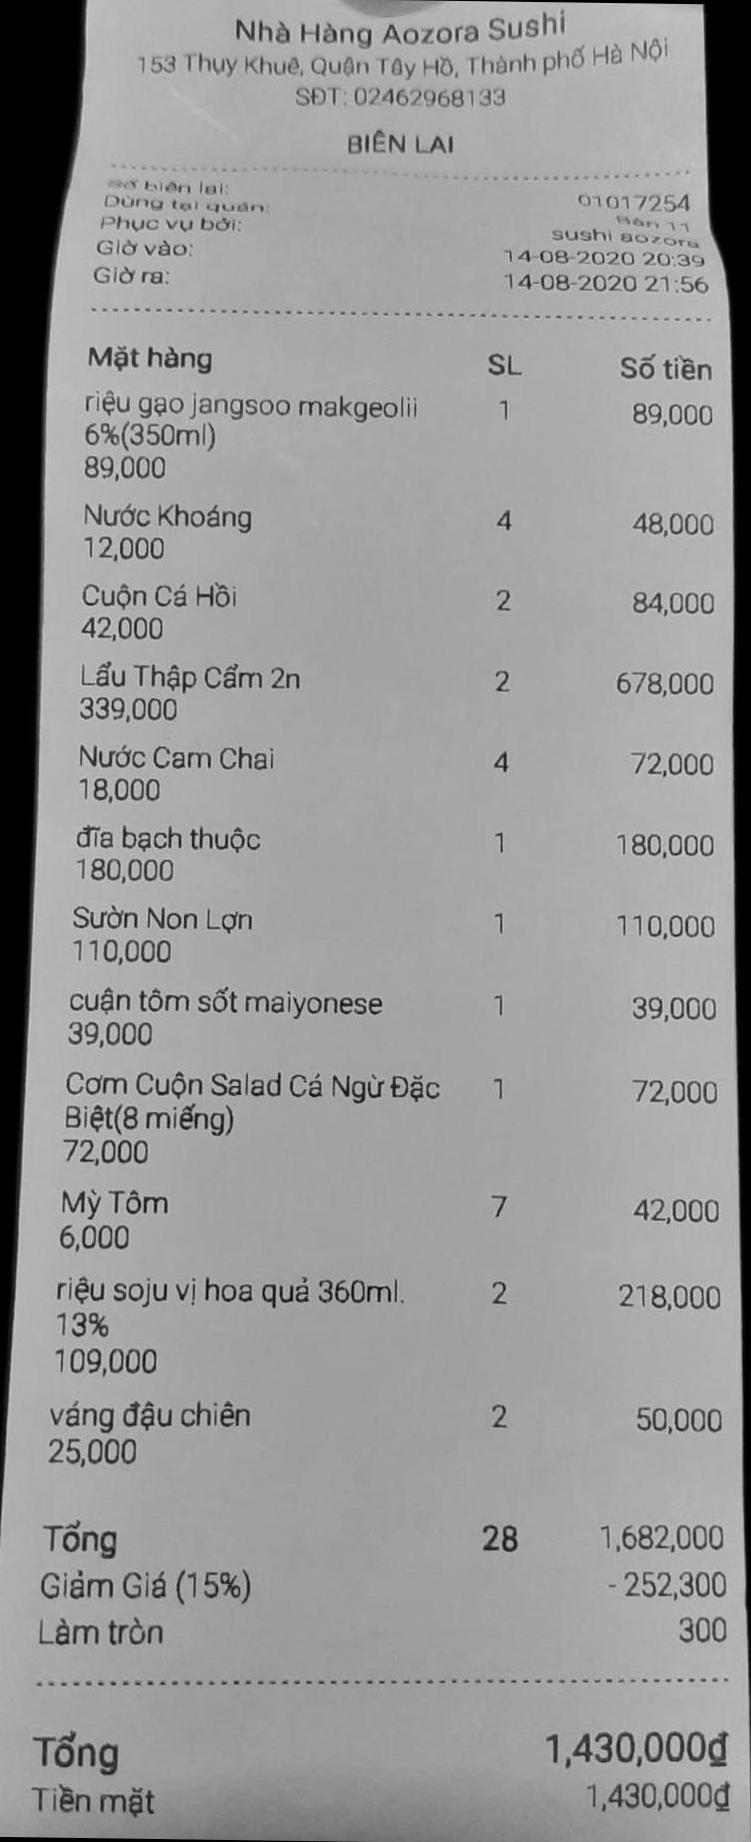 Nhà Hàng Aozora Sushi
153 Thụy Khuê, Quận Tây Hồ, Thành phố Hà Nội
SĐT: 02462968133
BIÊN LAI
Số biên lai: 01017254
Dùng tại quán: Bàn 11
Phục vụ bởi: sushi aozora
Giờ vào: 14-08-2020 20:39
Giờ ra: 14-08-2020 21:56
Mặt hàng SL Số tiền
riệu gạo jangsoo makgeolii 1 89,000
6%(350ml)
89,000
Nước Khoáng 4 48,000
12,000
Cuộn Cá Hồi 2 84,000
42,000
Lẩu Thập Cẩm 2n 2 678,000
339,000
Nước Cam Chai 4 72,000
18,000
đĩa bạch thuộc 1 180,000
180,000
Sườn Non Lợn 1 110,000
110,000
cuận tôm sốt maiyonese 1 39,000
39,000
Cơm Cuộn Salad Cá Ngừ Đặc 1 72,000
Biệt(8 miếng)
72,000
Mỳ Tôm 7 42,000
6,000
riệu soju vị hoa quả 360ml. 2 218,000
13%
109,000
váng đậu chiên 2 50,000
25,000
Tổng 28 1,682,000
Giảm Giá (15%) - 252,300
Làm tròn 300
Tổng 1,430,000₫
Tiền mặt 1,430,000₫